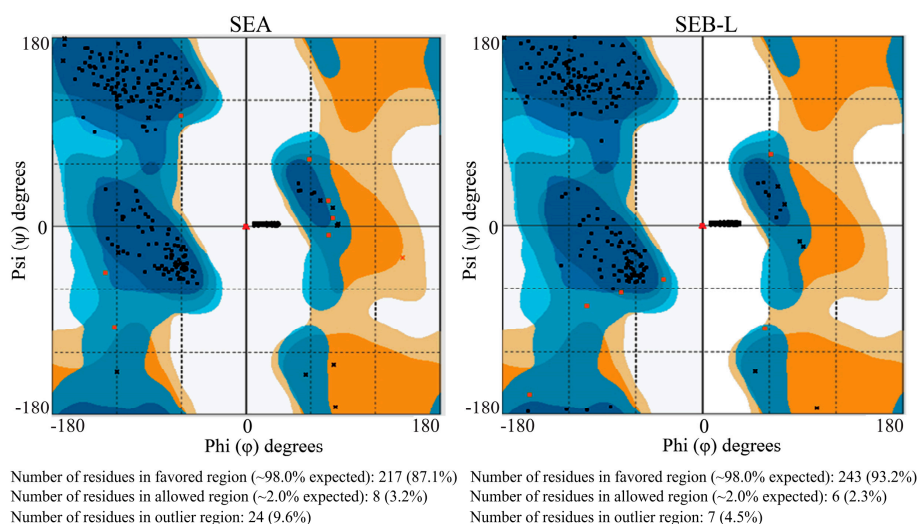 SEA
SEB-L
180
0
-180
-180
0
180
Psi (ψ) degrees
Phi (φ) degrees
180
0
-180
-180
0
180
Psi (ψ) degrees
Phi (φ) degrees
Number of residues in favored region (~98.0% expected): 217 (87.1%)
Number of residues in allowed region (~2.0% expected): 8 (3.2%)
Number of residues in outlier region: 24 (9.6%)
Number of residues in favored region (~98.0% expected): 243 (93.2%)
Number of residues in allowed region (~2.0% expected): 6 (2.3%)
Number of residues in outlier region: 7 (4.5%)